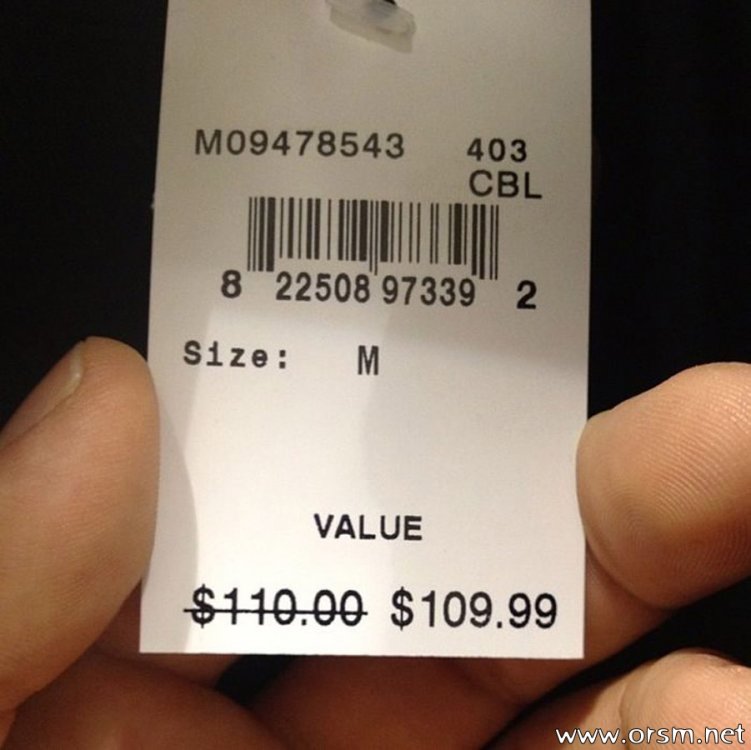 M09478543 403
CBL
8 22508 97339 2
Size: M
VALUE
$110.00 $109.99
www.orsm.net